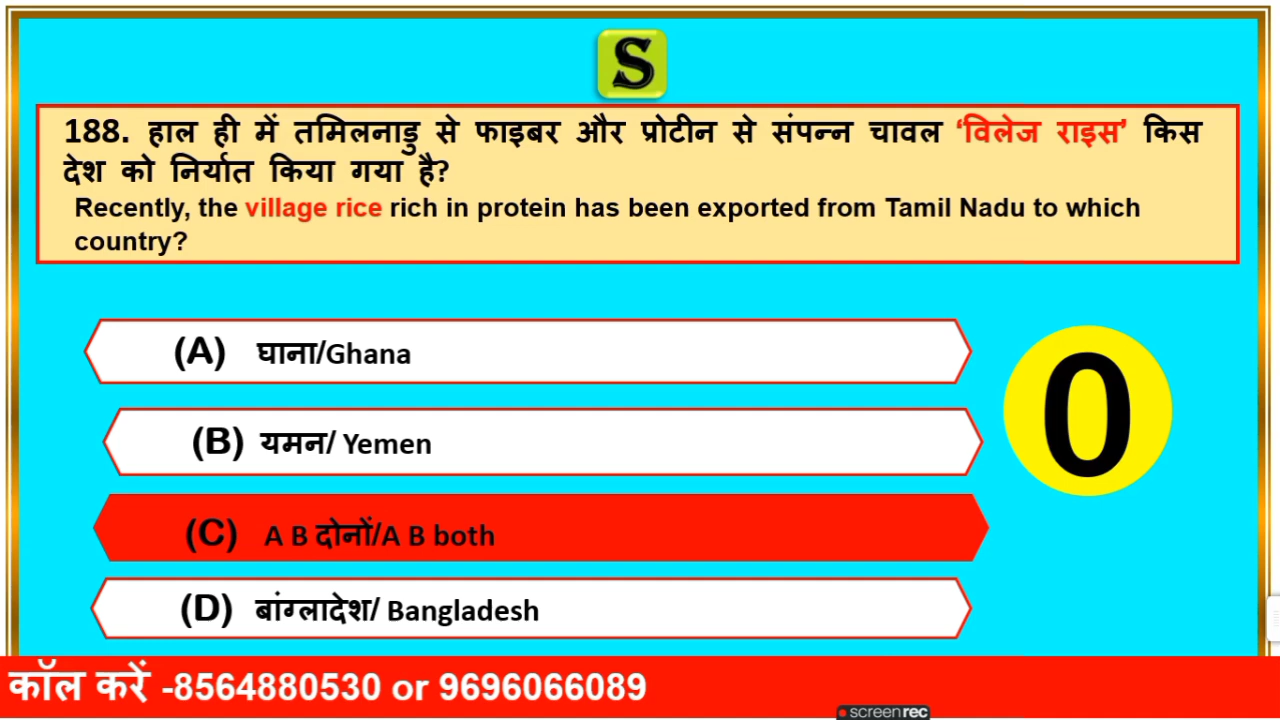 S
188. हाल ही में तमिलनाडु से फाइबर और प्रोटीन से संपन्न चावल ‘विलेज राइस’ किस
देश को निर्यात किया गया है?
Recently, the village rice rich in protein has been exported from Tamil Nadu to which
country?
(A) घाना/Ghana
(B) यमन/ Yemen
0
(C) A B दोनों/A B both
(D) बांग्लादेश/ Bangladesh
कॉल करें -8564880530 or 9696066089
screenrec